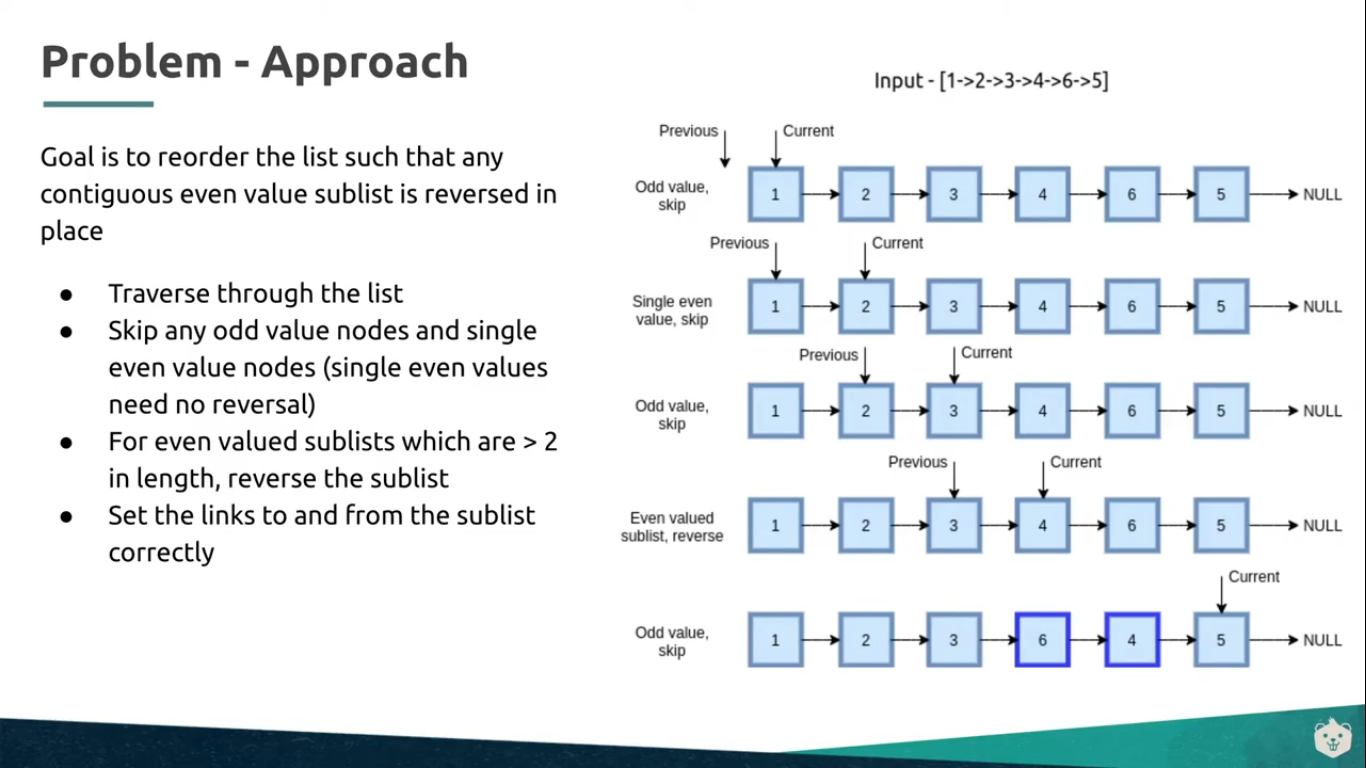 Problem - Approach
Goal is to reorder the list such that any
contiguous even value sublist is reversed in
place
● Traverse through the list
● Skip any odd value nodes and single
even value nodes (single even values
need no reversal)
● For even valued sublists which are > 2
in length, reverse the sublist
● Set the links to and from the sublist
correctly
Input - [1->2->3->4->6->5]
Previous Current
Odd value,
skip
1 2 3 4 6 5 NULL
Previous Current
Single even
value, skip
1 2 3 4 6 5 NULL
Previous Current
Odd value,
skip
1 2 3 4 6 5 NULL
Previous Current
Even valued
sublist, reverse
1 2 3 4 6 5 NULL
Current
Odd value,
skip
1 2 3 6 4 5 NULL